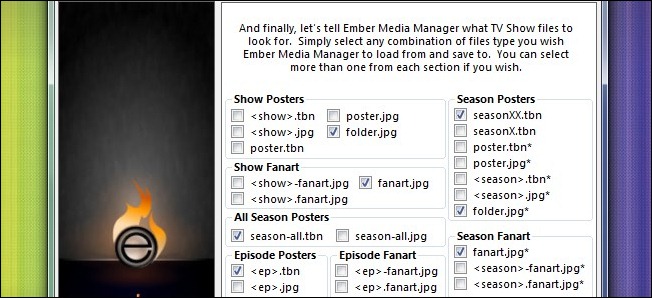 And finally, let's tell Ember Media Manager what TV Show files to
look for. Simply select any combination of files type you wish
Ember Media Manager to load from and save to. You can select
more than one from each section if you wish.
Show Posters
<show>.tbn poster.jpg
<show>.jpg folder.jpg
poster.tbn
Show Fanart
<show>-fanart.jpg fanart.jpg
<show>.fanart.jpg
All Season Posters
season-all.tbn season-all.jpg
Episode Posters
<ep>.tbn
<ep>.jpg
Episode Fanart
<ep>-fanart.jpg
<ep>.fanart.jpg
Season Posters
seasonXX.tbn
seasonX.tbn
poster.tbn*
poster.jpg*
<season>.tbn*
<season>.jpg*
folder.jpg*
Season Fanart
fanart.jpg*
<season>-fanart.jpg*
<season>.fanart.jpg*
e